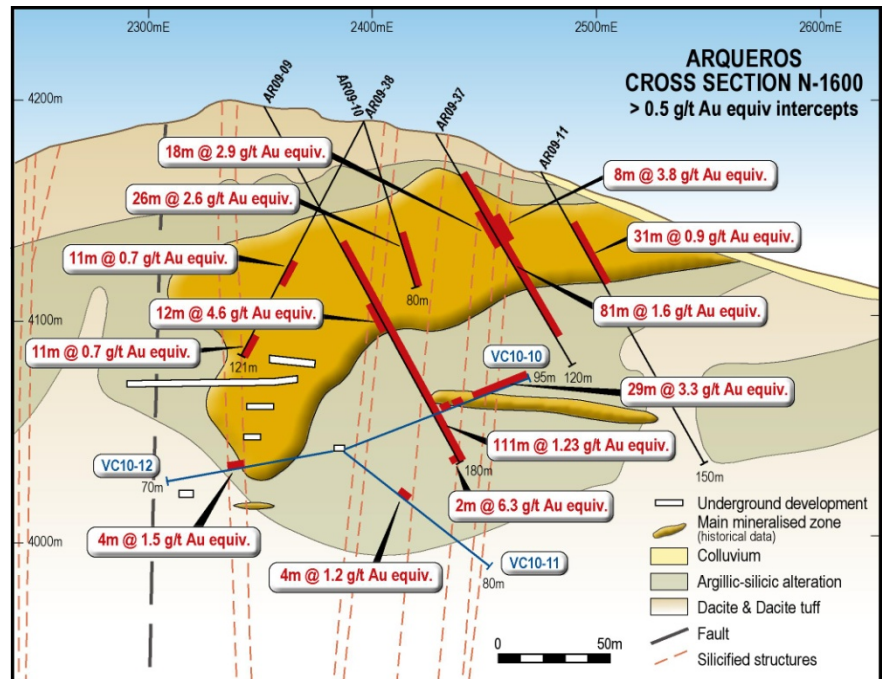 2300mE
2400mE
2500mE
2600mE
ARQUEROS
CROSS SECTION N-1600
> 0.5 g/t Au equiv intercepts
4200m
AR09-09
AR09-10
AR09-38
AR09-37
AR09-11
18m @ 2.9 g/t Au equiv.
8m @ 3.8 g/t Au equiv.
26m @ 2.6 g/t Au equiv.
31m @ 0.9 g/t Au equiv.
11m @ 0.7 g/t Au equiv.
80m
12m @ 4.6 g/t Au equiv.
81m @ 1.6 g/t Au equiv.
4100m
11m @ 0.7 g/t Au equiv.
121m
VC10-10
95m
120m
29m @ 3.3 g/t Au equiv.
111m @ 1.23 g/t Au equiv.
VC10-12
70m
180m
150m
2m @ 6.3 g/t Au equiv.
4000m
4m @ 1.5 g/t Au equiv.
4m @ 1.2 g/t Au equiv.
VC10-11
80m
Underground development
Main mineralised zone
(historical data)
Colluvium
Argillic-silicic alteration
Dacite & Dacite tuff
Fault
Silicified structures
0
50m